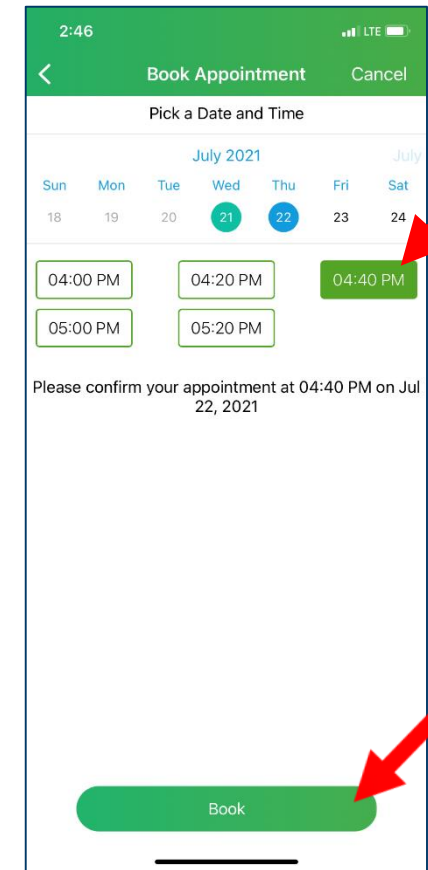 2:46 LTE
Book Appointment Cancel
Pick a Date and Time
July 2021 July
Sun Mon Tue Wed Thu Fri Sat
18 19 20 21 22 23 24
04:00 PM 04:20 PM 04:40 PM
05:00 PM 05:20 PM
Please confirm your appointment at 04:40 PM on Jul
22, 2021
Book